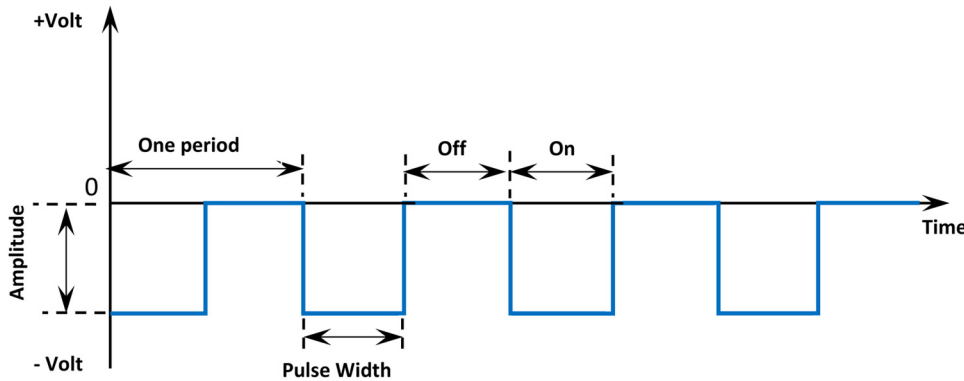 +Volt
One period
Off
On
0
Time
Amplitude
- Volt
Pulse Width